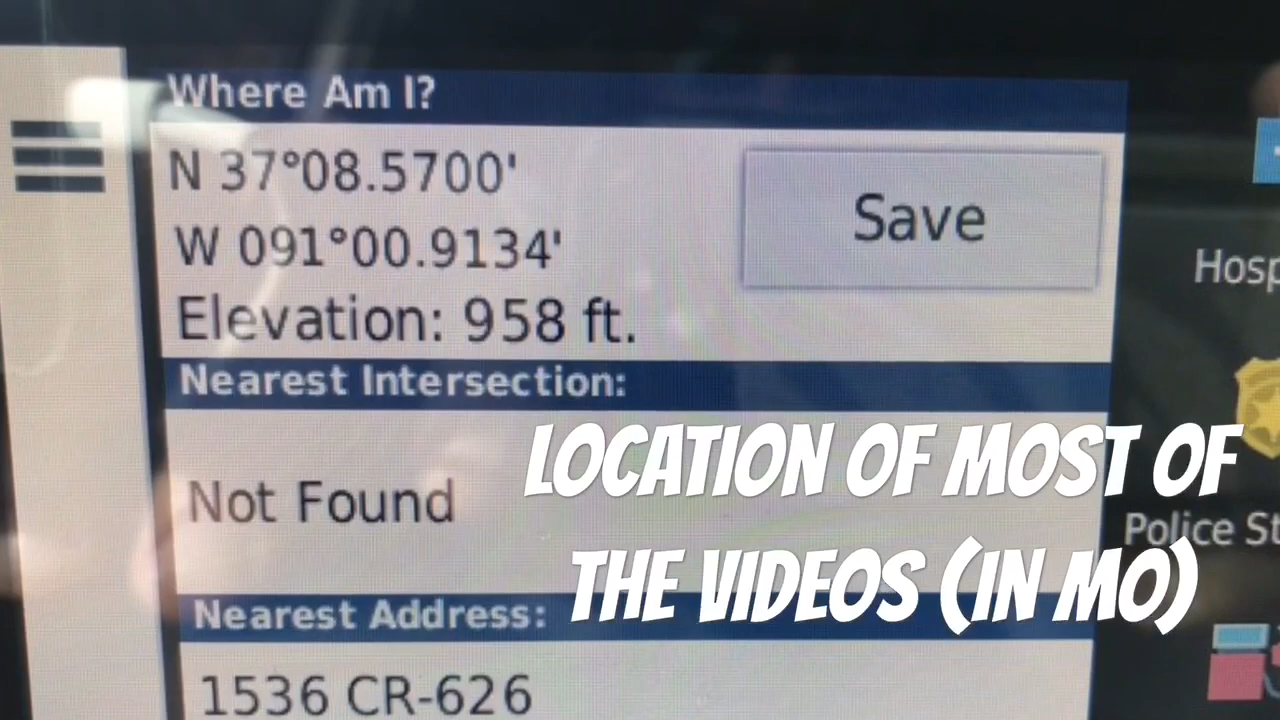 Where Am I?
N 37°08.5700'
W 091°00.9134'
Save
Elevation: 958 ft.
Nearest Intersection:
Not Found
LOCATION OF MOST OF
THE VIDEOS (IN MO)
Nearest Address:
1536 CR-626